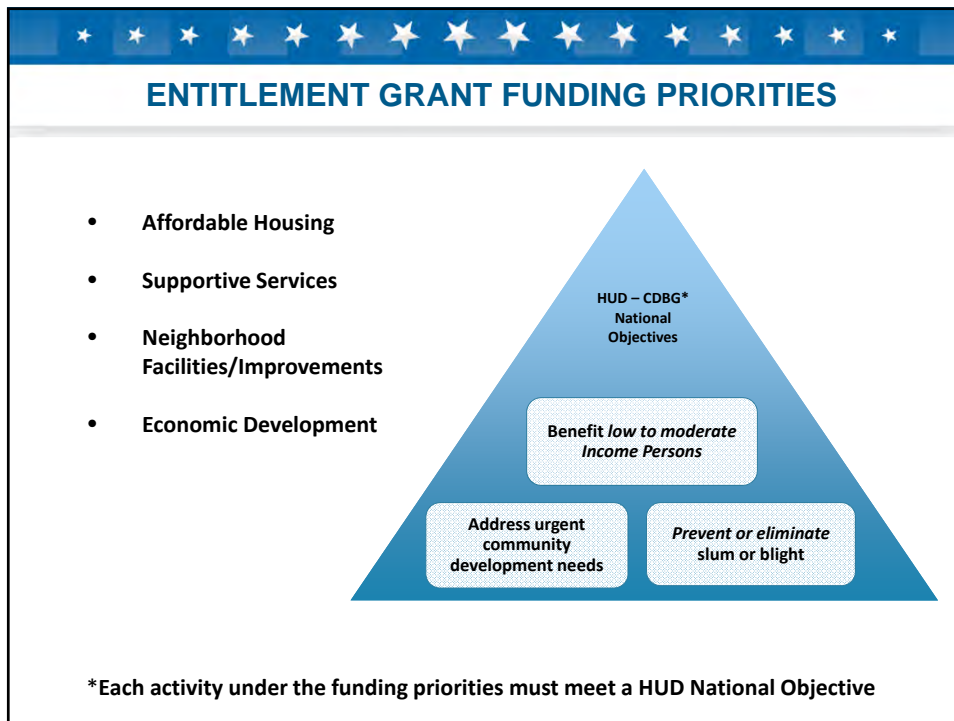 ENTITLEMENT GRANT FUNDING PRIORITIES
• Affordable Housing
• Supportive Services
• Neighborhood
Facilities/Improvements
• Economic Development
HUD – CDBG*
National
Objectives
Benefit low to moderate
Income Persons
Address urgent
community
development needs
Prevent or eliminate
slum or blight
*Each activity under the funding priorities must meet a HUD National Objective